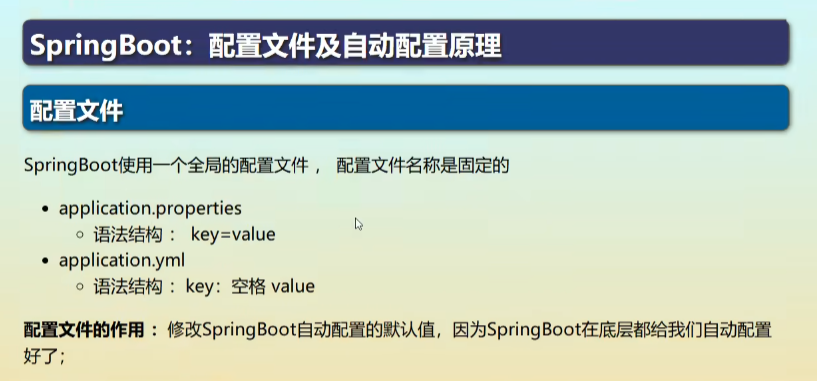 SpringBoot：配置文件及自动配置原理
配置文件
SpringBoot使用一个全局的配置文件 ， 配置文件名称是固定的
application.properties
语法结构 ： key=value
application.yml
语法结构 ：key：空格 value
配置文件的作用 ：修改SpringBoot自动配置的默认值，因为SpringBoot在底层都给我们自动配置
好了；